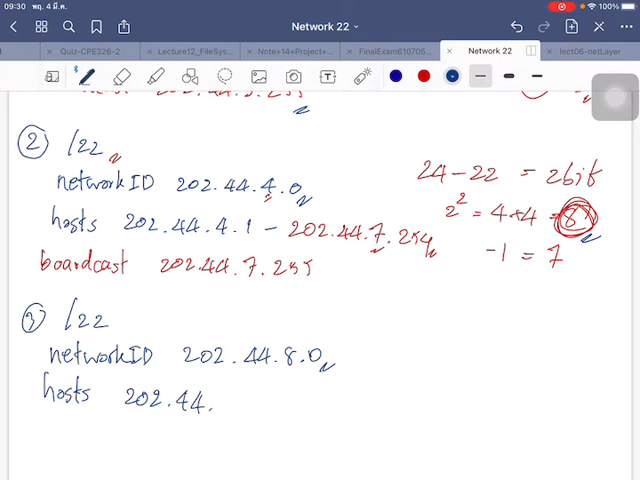 09:30 พฤ. 4 มี.ค.
100%
Network 22
Quiz-CPE326-2
Lecture12_FileSys...
Note+14+Project+...
FinalExam610705...
Network 22
lect06-netLayer
② /22
networkID 202.44.4.0
hosts 202.44.4.1 - 202.44.7.254
boardcast 202.44.7.255
24-22 = 2bit
2² = 4+4 = 8
-1 = 7
③ /22
networkID 202.44.8.0
hosts 202.44.